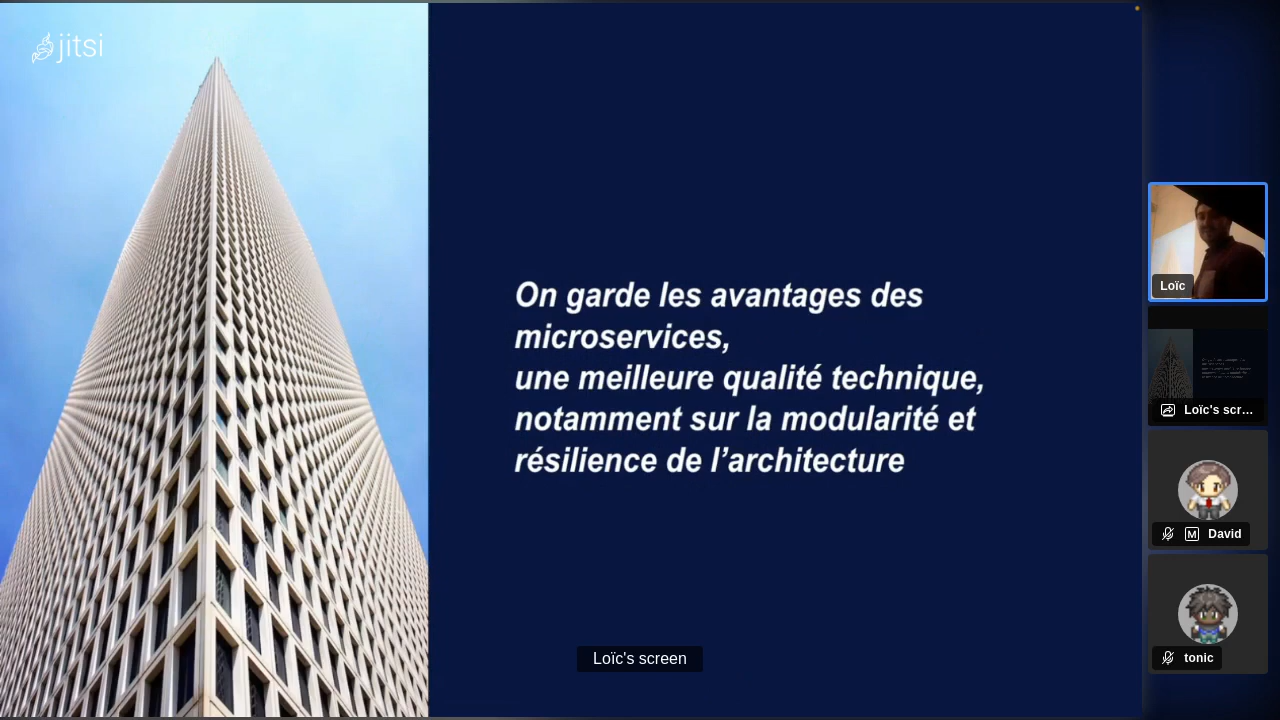 jitsi
On garde les avantages des
microservices,
une meilleure qualité technique,
notamment sur la modularité et
résilience de l’architecture
Loïc's screen
Loïc
Loïc's scr…
M David
tonic